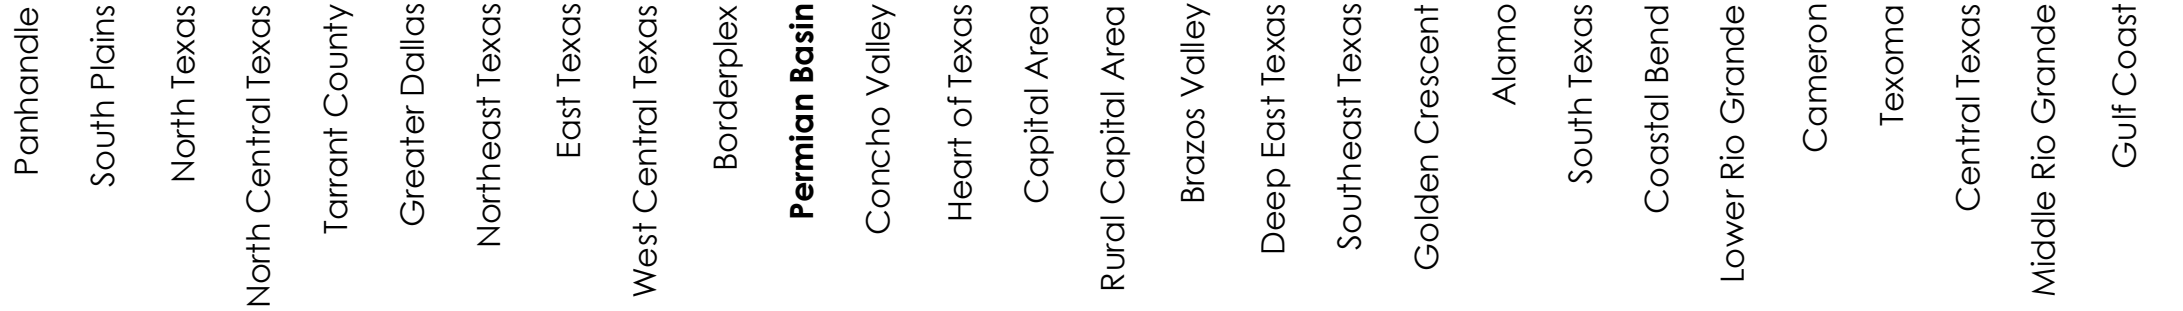 Panhandle
South Plains
North Texas
North Central Texas
Tarrant County
Greater Dallas
Northeast Texas
East Texas
West Central Texas
Borderplex
Permian Basin
Concho Valley
Heart of Texas
Capital Area
Rural Capital Area
Brazos Valley
Deep East Texas
Southeast Texas
Golden Crescent
Alamo
South Texas
Coastal Bend
Lower Rio Grande
Cameron
Texoma
Central Texas
Middle Rio Grande
Gulf Coast